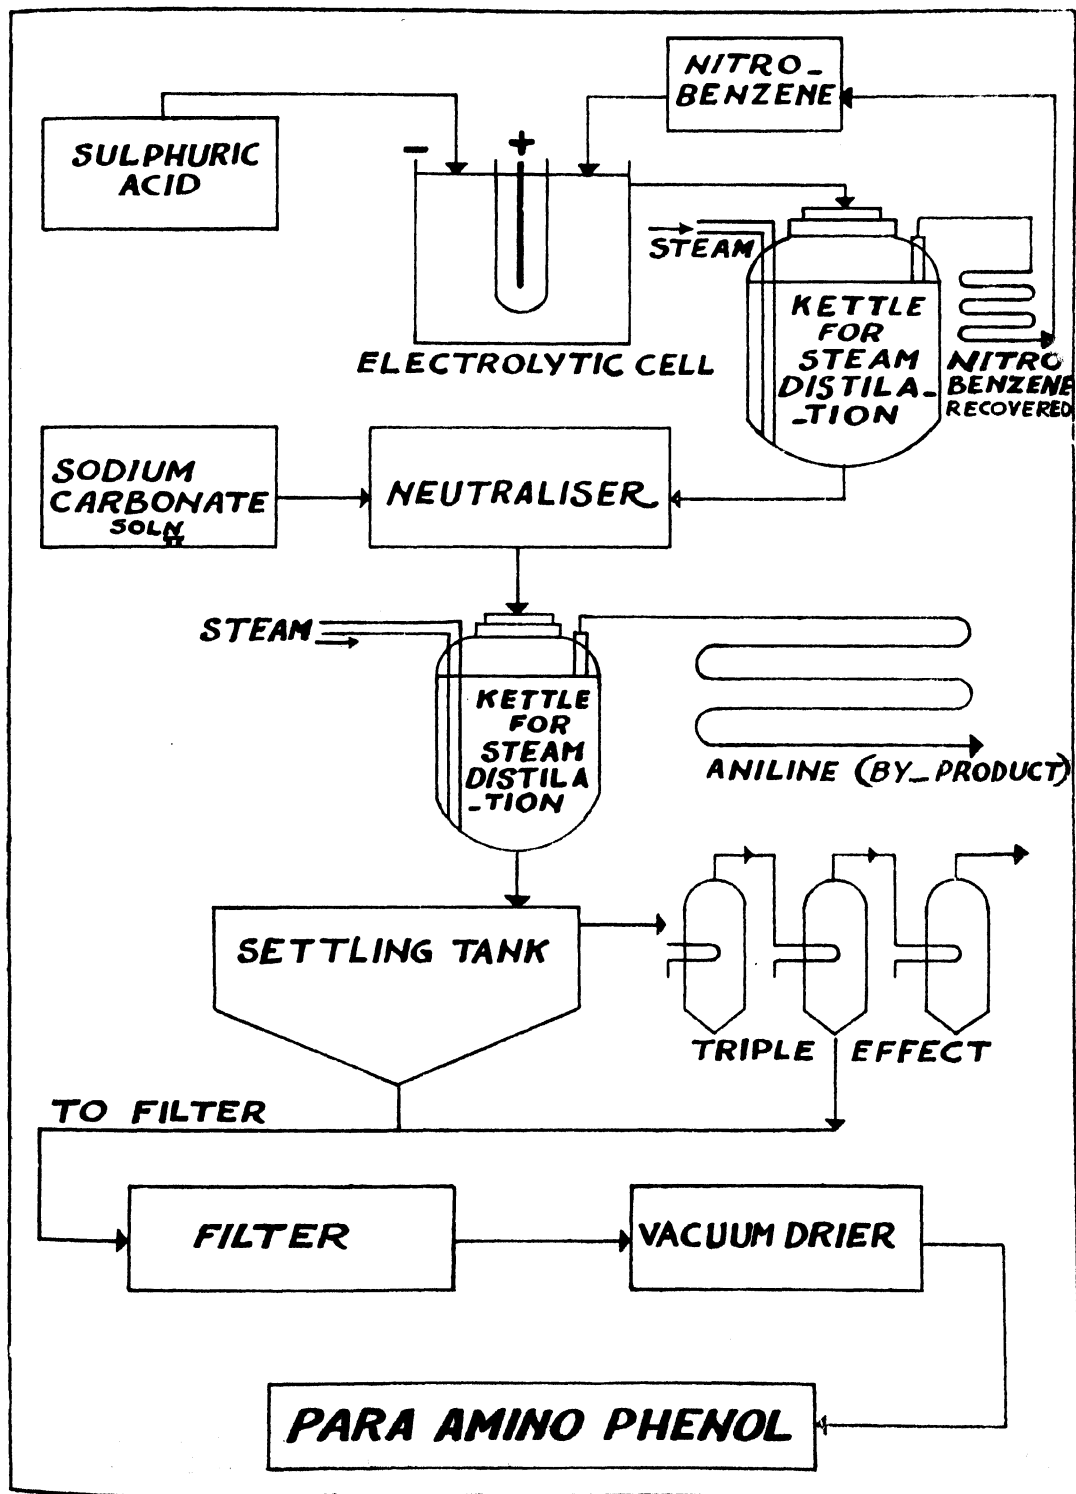 NITRO-
BENZENE
SULPHURIC
ACID
- +
STEAM
KETTLE
FOR
STEAM
DISTILA-
-TION
ELECTROLYTIC CELL
NITRO
BENZENE
RECOVERED
SODIUM
CARBONATE
SOLN
NEUTRALISER
STEAM
KETTLE
FOR
STEAM
DISTILA
-TION
ANILINE (BY-PRODUCT)
SETTLING TANK
TRIPLE EFFECT
TO FILTER
FILTER
VACUUM DRIER
PARA AMINO PHENOL